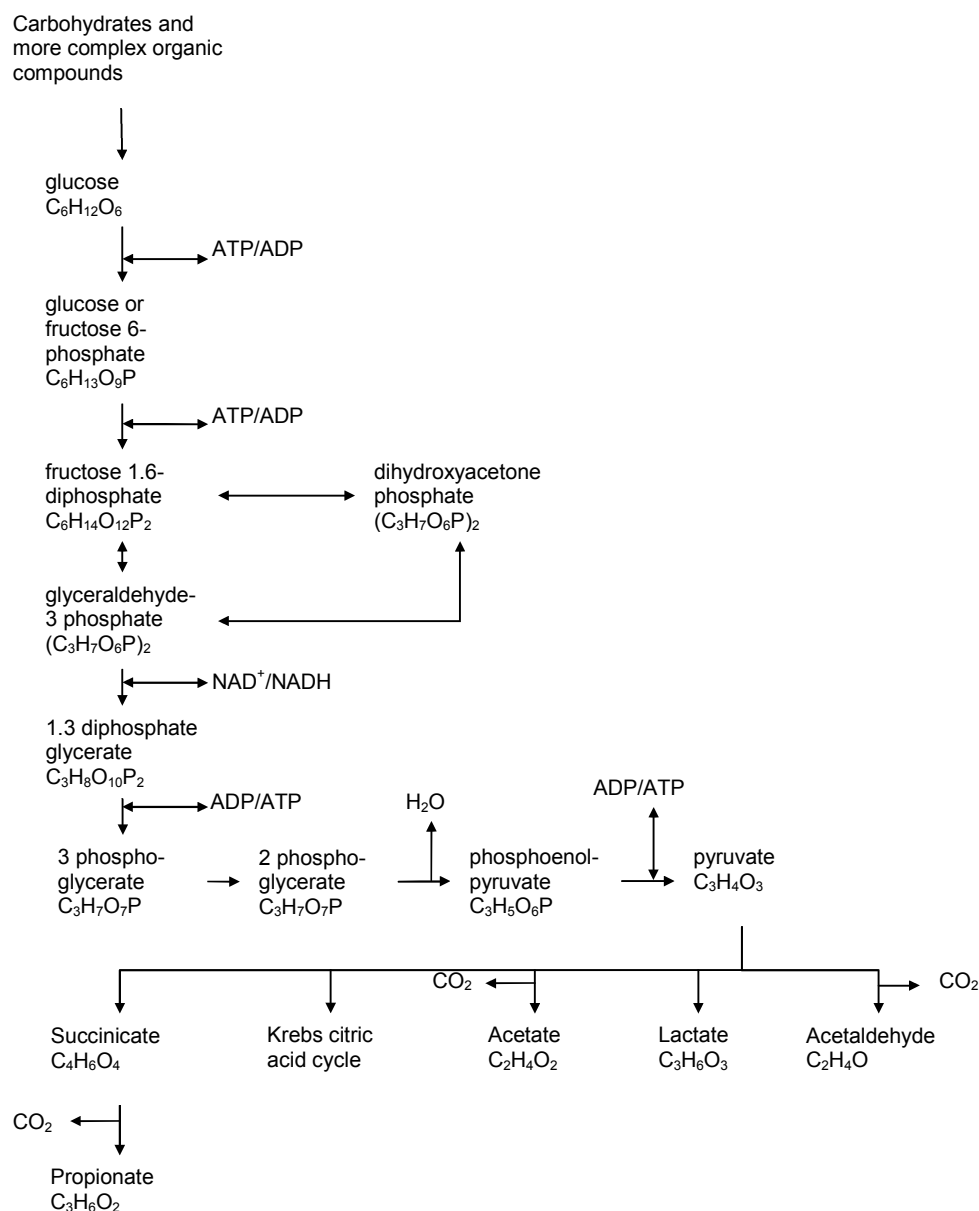 Carbohydrates and
more complex organic
compounds
glucose
C₆H₁₂O₆
ATP/ADP
glucose or
fructose 6-
phosphate
C₆H₁₃O₉P
ATP/ADP
fructose 1.6-
diphosphate
C₆H₁₄O₁₂P₂
dihydroxyacetone
phosphate
(C₃H₇O₆P)₂
glyceraldehyde-
3 phosphate
(C₃H₇O₆P)₂
NAD⁺/NADH
1.3 diphosphate
glycerate
C₃H₈O₁₀P₂
ADP/ATP
H₂O
ADP/ATP
3 phospho-
glycerate
C₃H₇O₇P
2 phospho-
glycerate
C₃H₇O₇P
phosphoenol-
pyruvate
C₃H₅O₆P
pyruvate
C₃H₄O₃
CO₂
CO₂
Succinicate
C₄H₆O₄
Krebs citric
acid cycle
Acetate
C₂H₄O₂
Lactate
C₃H₆O₃
Acetaldehyde
C₂H₄O
CO₂
Propionate
C₃H₆O₂